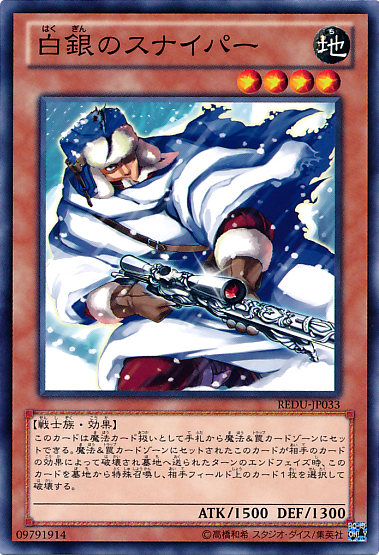 白銀のスナイパー
地
REDU-JP033
【戦士族・効果】
このカードは魔法カード扱いとして手札から魔法&罠カードゾーンにセット
できる。魔法&罠カードゾーンにセットされたこのカードが相手のカード
の効果によって破壊され墓地へ送られたターンのエンドフェイズ時、この
カードを墓地から特殊召喚し、相手フィールド上のカード1枚を選択して
破壊する。
ATK/1500 DEF/1300
09791914
©高橋和希 スタジオ・ダイス/集英社